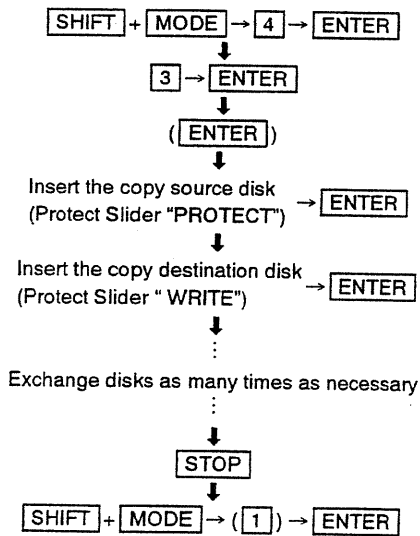 SHIFT + MODE → 4 → ENTER
3 → ENTER
( ENTER )
Insert the copy source disk
(Protect Slider "PROTECT") → ENTER
Insert the copy destination disk
(Protect Slider " WRITE") → ENTER
Exchange disks as many times as necessary
STOP
SHIFT + MODE → ( 1 ) → ENTER